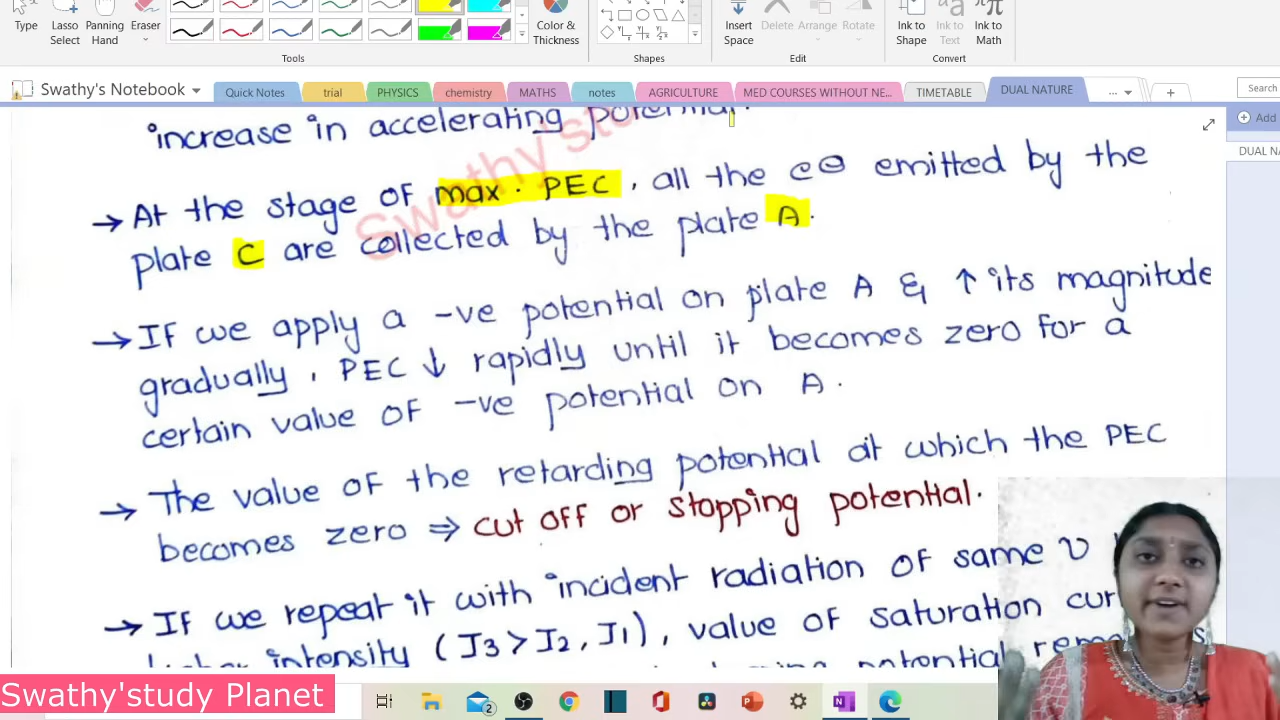 Type
Lasso Select
Panning Hand
Eraser
Color & Thickness
Insert Space
Delete
Arrange
Rotate
Ink to Shape
Ink to Text
Ink to Math
Tools
Shapes
Edit
Convert
Swathy's Notebook
Quick Notes
trial
PHYSICS
chemistry
MATHS
notes
AGRICULTURE
MED COURSES WITHOUT NE...
TIMETABLE
DUAL NATURE
...
Search
Add
DUAL NA
increase in accelerating potential.
→ At the stage of max. PEC, all the e⊖ emitted by the
plate C are collected by the plate A.
→ If we apply a -ve potential on plate A & ↑ its magnitude
gradually, PEC ↓ rapidly until it becomes zero for a
certain value of -ve potential on A.
→ The value of the retarding potential at which the PEC
becomes zero ⇒ cut off or stopping potential.
→ If we repeat it with incident radiation of same υ
intensity (J3 > J2, J1), value of saturation
potential
Swathy's
Swathy'study Planet
2